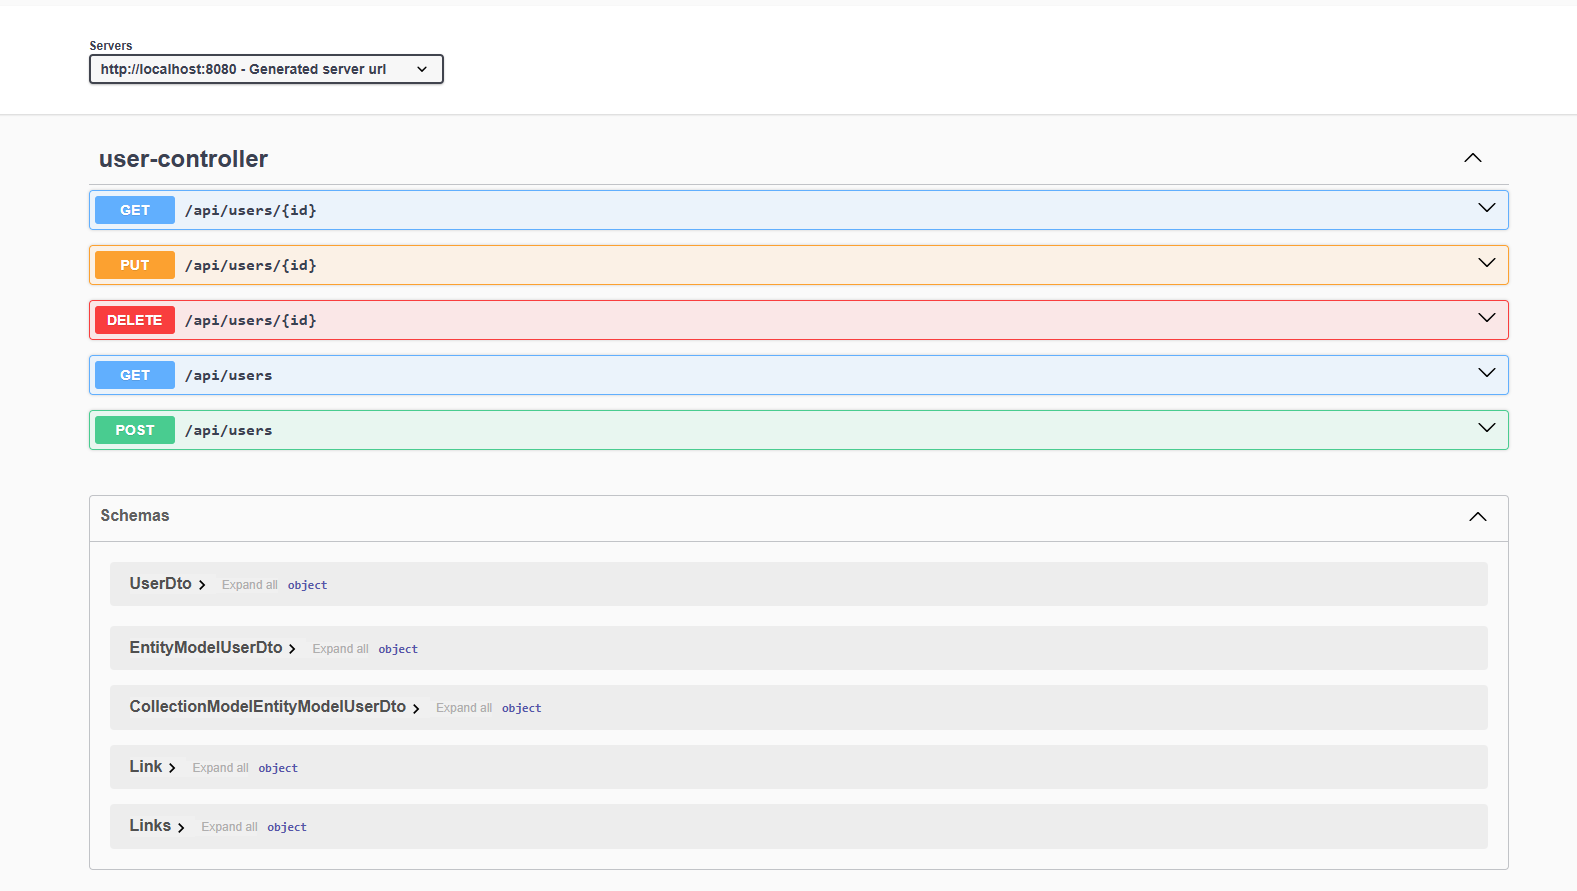 Servers
http://localhost:8080 - Generated server url
user-controller
GET /api/users/{id}
PUT /api/users/{id}
DELETE /api/users/{id}
GET /api/users
POST /api/users
Schemas
UserDto Expand all object
EntityModelUserDto Expand all object
CollectionModelEntityModelUserDto Expand all object
Link Expand all object
Links Expand all object